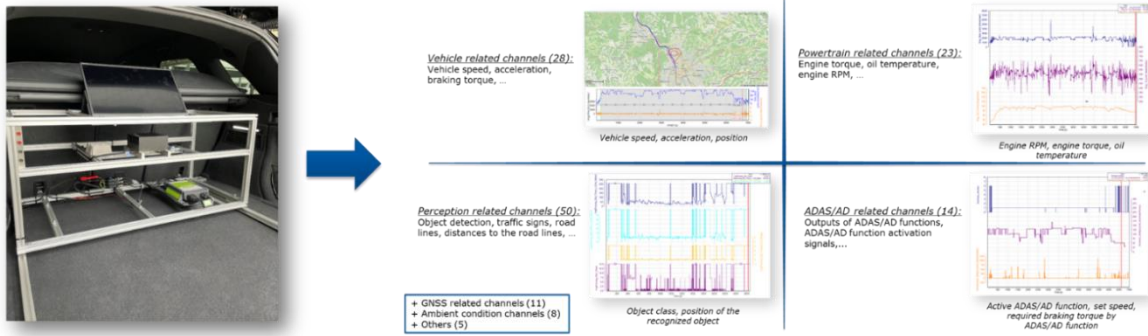 Vehicle related channels (28):
Vehicle speed, acceleration,
braking torque, ...
Vehicle speed, acceleration, position
Powertrain related channels (23):
Engine torque, oil temperature,
engine RPM, ...
Engine RPM, engine torque, oil
temperature
Perception related channels (50):
Object detection, traffic signs, road
lines, distances to the road lines, ...
Object class, position of the
recognized object
ADAS/AD related channels (14):
Outputs of ADAS/AD functions,
ADAS/AD function activation
signals,...
Active ADAS/AD function, set speed,
required braking torque by
ADAS/AD function
+ GNSS related channels (11)
+ Ambient condition channels (8)
+ Others (5)